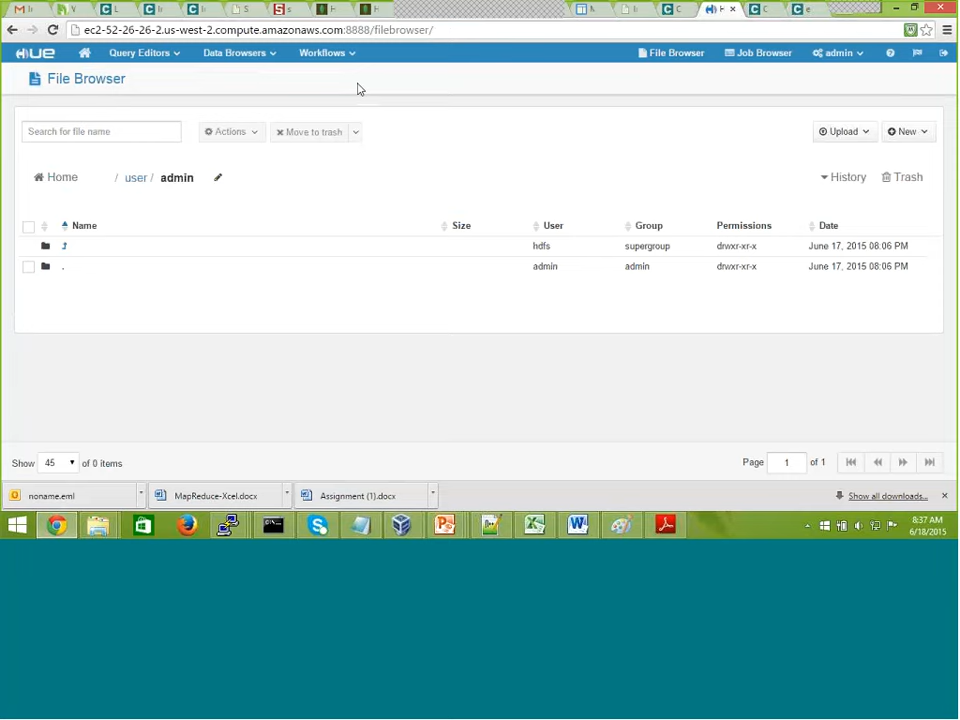 ec2-52-26-26-2.us-west-2.compute.amazonaws.com:8888/filebrowser/
HUE Query Editors Data Browsers Workflows File Browser Job Browser admin
File Browser
Search for file name Actions Move to trash Upload New
Home / user / admin History Trash
Name Size User Group Permissions Date
hdfs supergroup drwxr-xr-x June 17, 2015 08:06 PM
. admin admin drwxr-xr-x June 17, 2015 08:06 PM
Show 45 of 0 items Page 1 of 1
noname.eml MapReduce-Xcel.docx Assignment (1).docx Show all downloads...
8:37 AM
6/18/2015